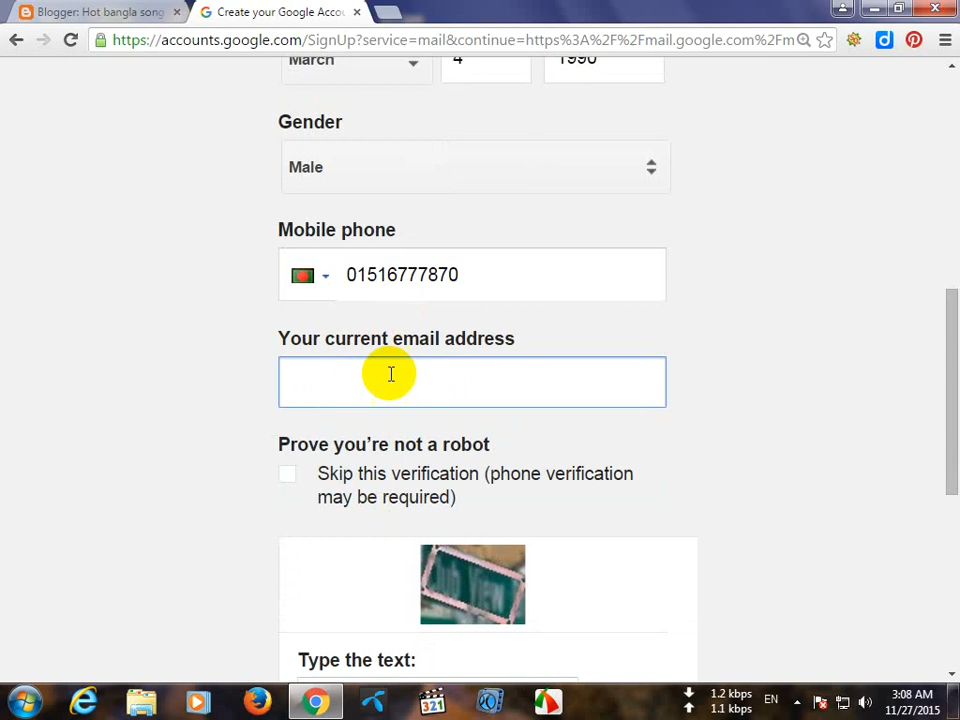 Blogger: Hot bangla song
Create your Google Accou
https://accounts.google.com/SignUp?service=mail&continue=https%3A%2F%2Fmail.google.com%2Fm
March 4 1990
Gender
Male
Mobile phone
01516777870
Your current email address
Prove you're not a robot
Skip this verification (phone verification
may be required)
View
Type the text:
321
1.2 kbps
1.1 kbps
EN
3:08 AM
11/27/2015